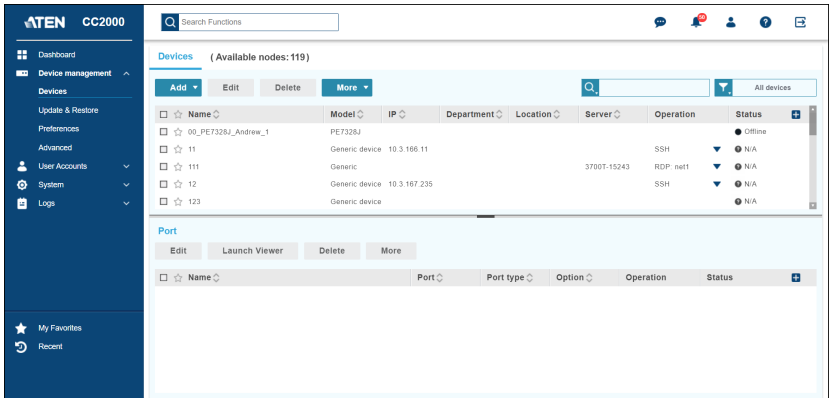 ATEN CC2000
Search Functions
50
Dashboard
Device management
Devices
Update & Restore
Preferences
Advanced
User Accounts
System
Logs
My Favorites
Recent
Devices (Available nodes:119)
Add Edit Delete More All devices
Name Model IP Department Location Server Operation Status
00_PE7328J_Andrew_1 PE7328J Offline
11 Generic device 10.3.166.11 SSH N/A
111 Generic 3700T-15243 RDP: net1 N/A
12 Generic device 10.3.167.235 SSH N/A
123 Generic device N/A
Port
Edit Launch Viewer Delete More
Name Port Port type Option Operation Status